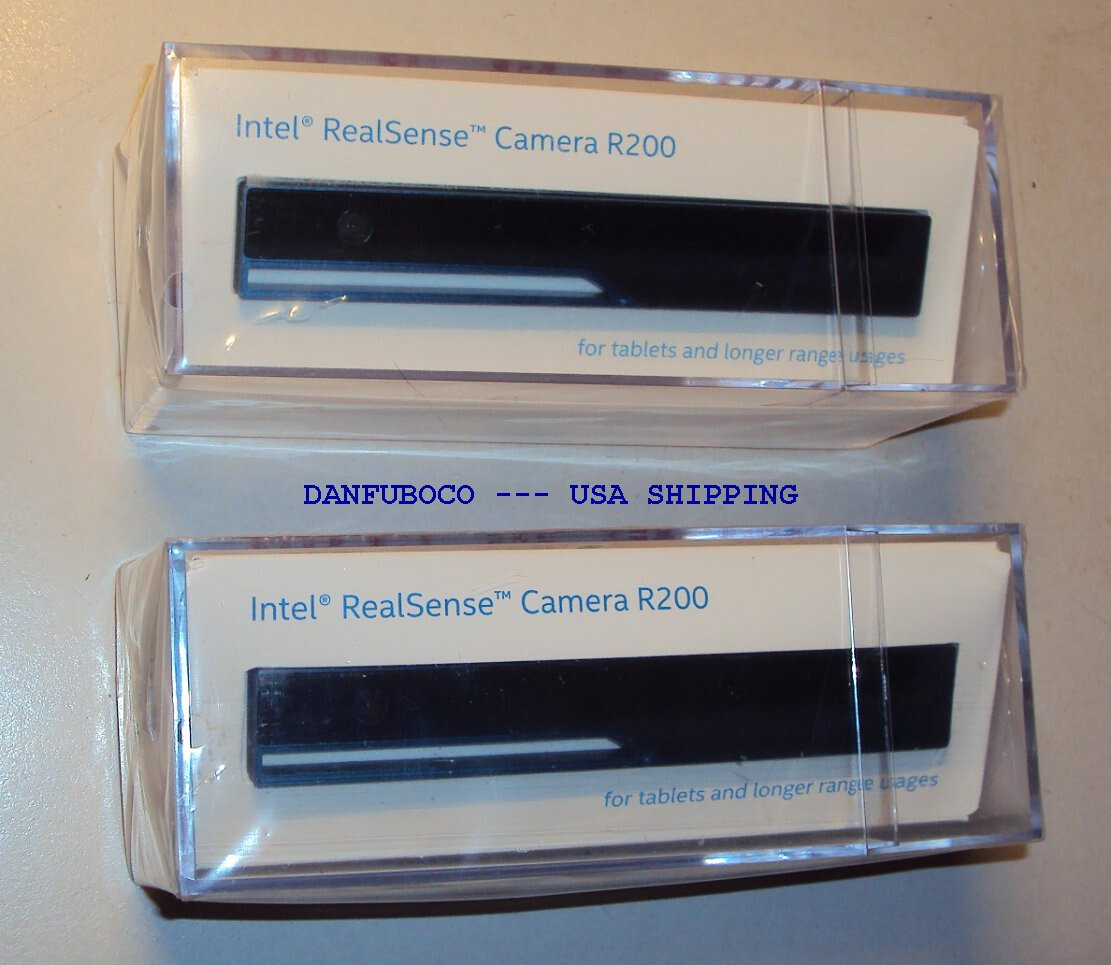 Intel® RealSense™ Camera R200
for tablets and longer range usages
DANFUBOCO --- USA SHIPPING
Intel® RealSense™ Camera R200
for tablets and longer range usages